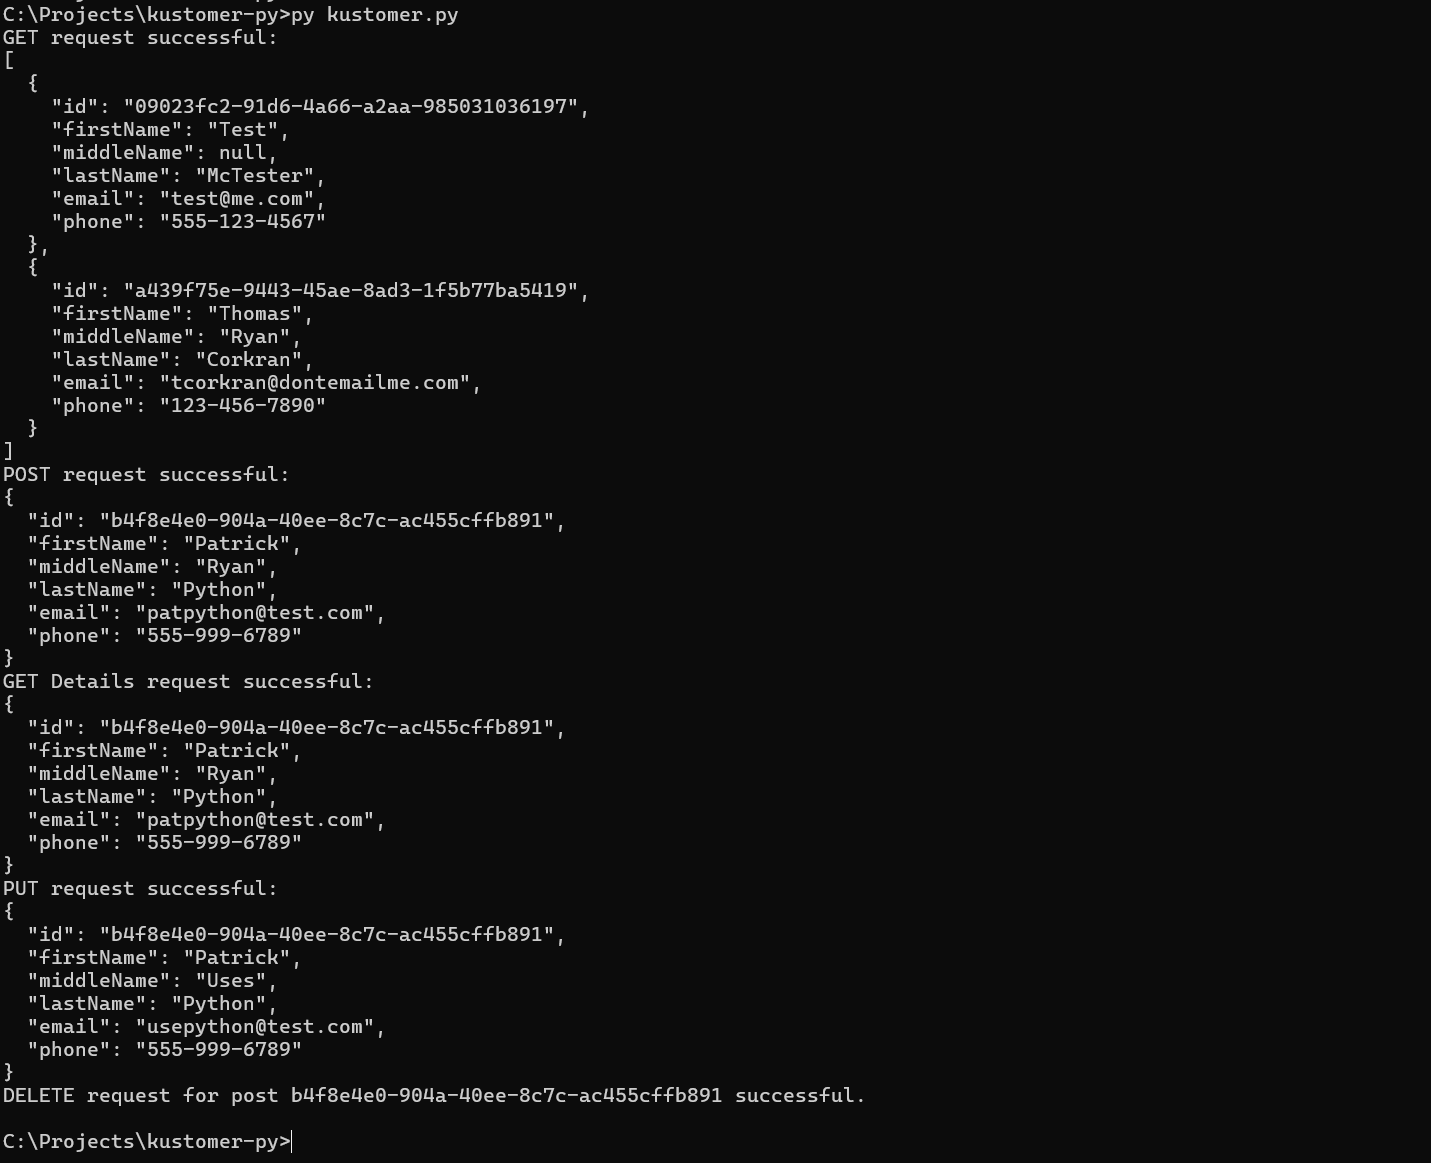 C:\Projects\kustomer-py>py kustomer.py
GET request successful:
[
  {
    "id": "09023fc2-91d6-4a66-a2aa-985031036197",
    "firstName": "Test",
    "middleName": null,
    "lastName": "McTester",
    "email": "test@me.com",
    "phone": "555-123-4567"
  },
  {
    "id": "a439f75e-9443-45ae-8ad3-1f5b77ba5419",
    "firstName": "Thomas",
    "middleName": "Ryan",
    "lastName": "Corkran",
    "email": "tcorkran@dontemailme.com",
    "phone": "123-456-7890"
  }
]
POST request successful:
{
  "id": "b4f8e4e0-904a-40ee-8c7c-ac455cffb891",
  "firstName": "Patrick",
  "middleName": "Ryan",
  "lastName": "Python",
  "email": "patpython@test.com",
  "phone": "555-999-6789"
}
GET Details request successful:
{
  "id": "b4f8e4e0-904a-40ee-8c7c-ac455cffb891",
  "firstName": "Patrick",
  "middleName": "Ryan",
  "lastName": "Python",
  "email": "patpython@test.com",
  "phone": "555-999-6789"
}
PUT request successful:
{
  "id": "b4f8e4e0-904a-40ee-8c7c-ac455cffb891",
  "firstName": "Patrick",
  "middleName": "Uses",
  "lastName": "Python",
  "email": "usepython@test.com",
  "phone": "555-999-6789"
}
DELETE request for post b4f8e4e0-904a-40ee-8c7c-ac455cffb891 successful.
C:\Projects\kustomer-py>